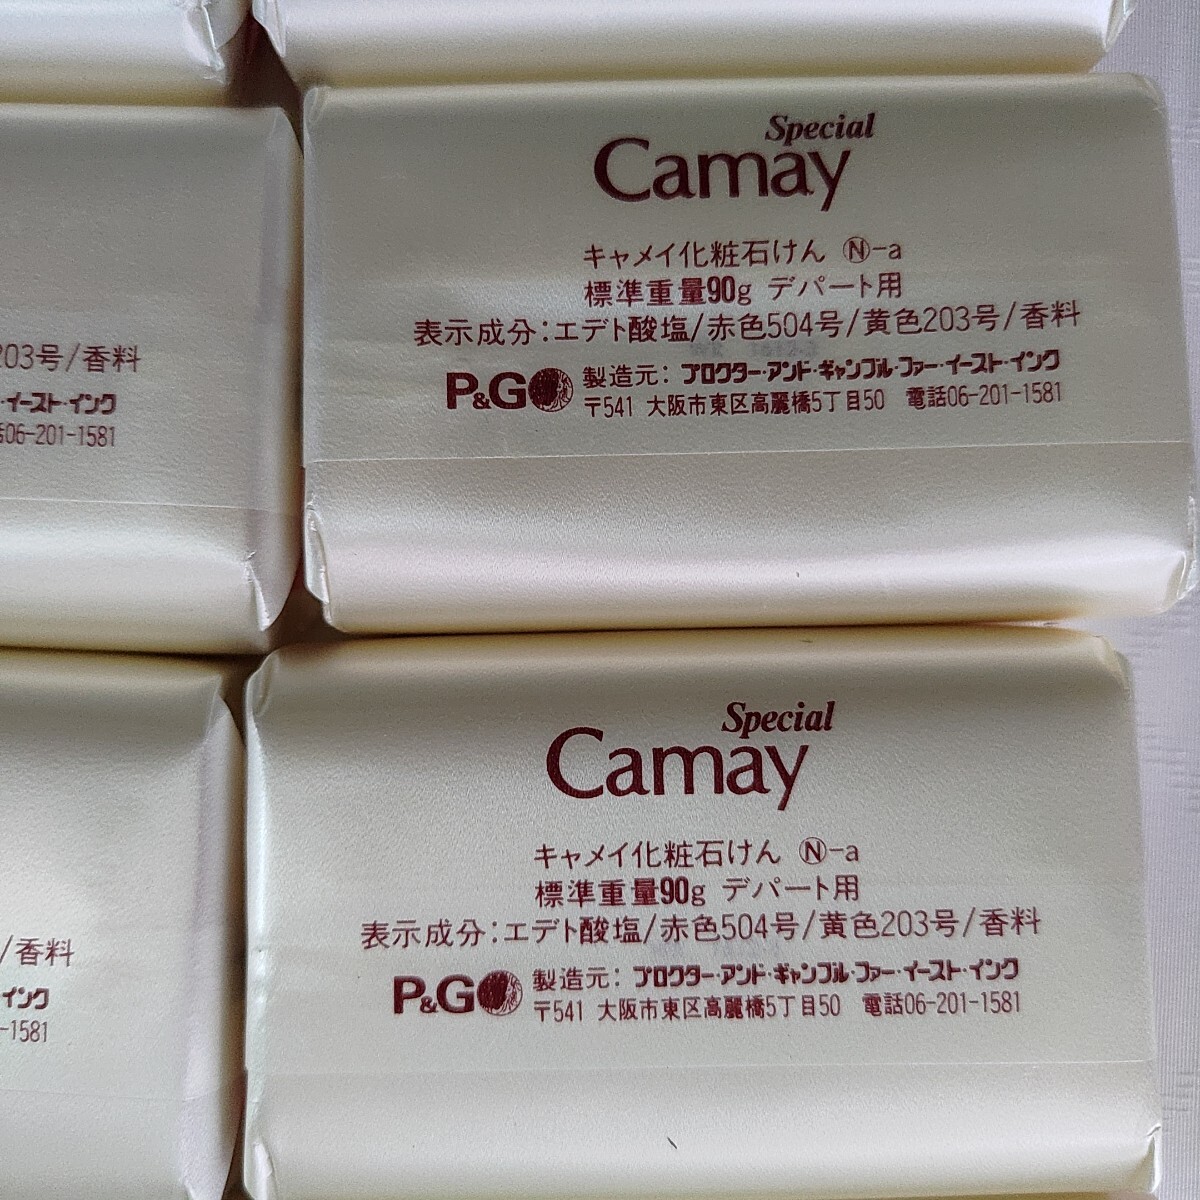 Special
Camay
キャメイ化粧石けん Ⓝ-a
標準重量90g デパート用
表示成分:エデト酸塩/赤色504号/黄色203号/香料
P&G 製造元: プロクター・アンド・ギャンブル・ファー・イースト・インク
〒541 大阪市東区高麗橋5丁目50 電話06-201-1581
203号/香料
・イースト・インク
話06-201-1581
Special
Camay
キャメイ化粧石けん Ⓝ-a
標準重量90g デパート用
表示成分:エデト酸塩/赤色504号/黄色203号/香料
P&G 製造元: プロクター・アンド・ギャンブル・ファー・イースト・インク
〒541 大阪市東区高麗橋5丁目50 電話06-201-1581
/香料
インク
-1581